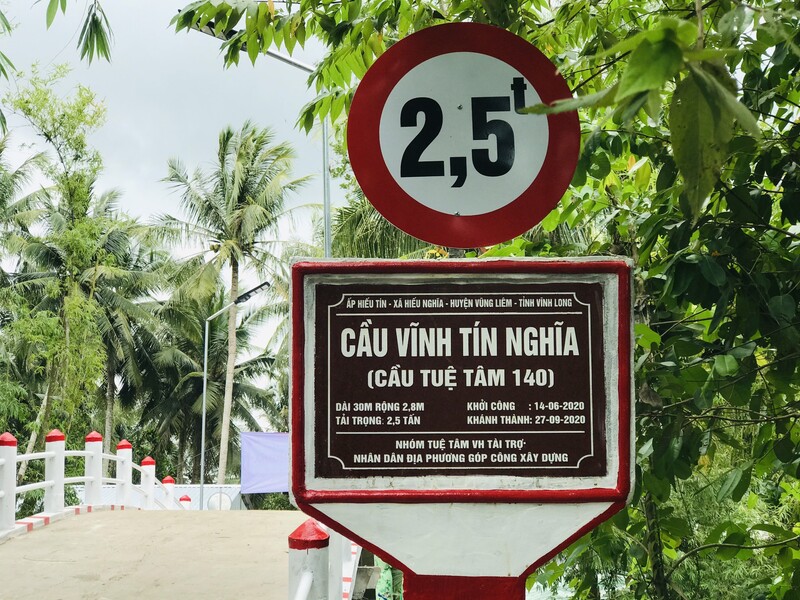 2,5t
ẤP HIẾU TÍN - XÃ HIẾU NGHĨA - HUYỆN VŨNG LIÊM - TỈNH VĨNH LONG
CẦU VĨNH TÍN NGHĨA
(CẦU TUỆ TÂM 140)
DÀI 30M RỘNG 2,8M KHỞI CÔNG : 14-06-2020
TẢI TRỌNG: 2,5 TẤN KHÁNH THÀNH: 27-09-2020
NHÓM TUỆ TÂM VH TÀI TRỢ
NHÂN DÂN ĐỊA PHƯƠNG GÓP CÔNG XÂY DỰNG